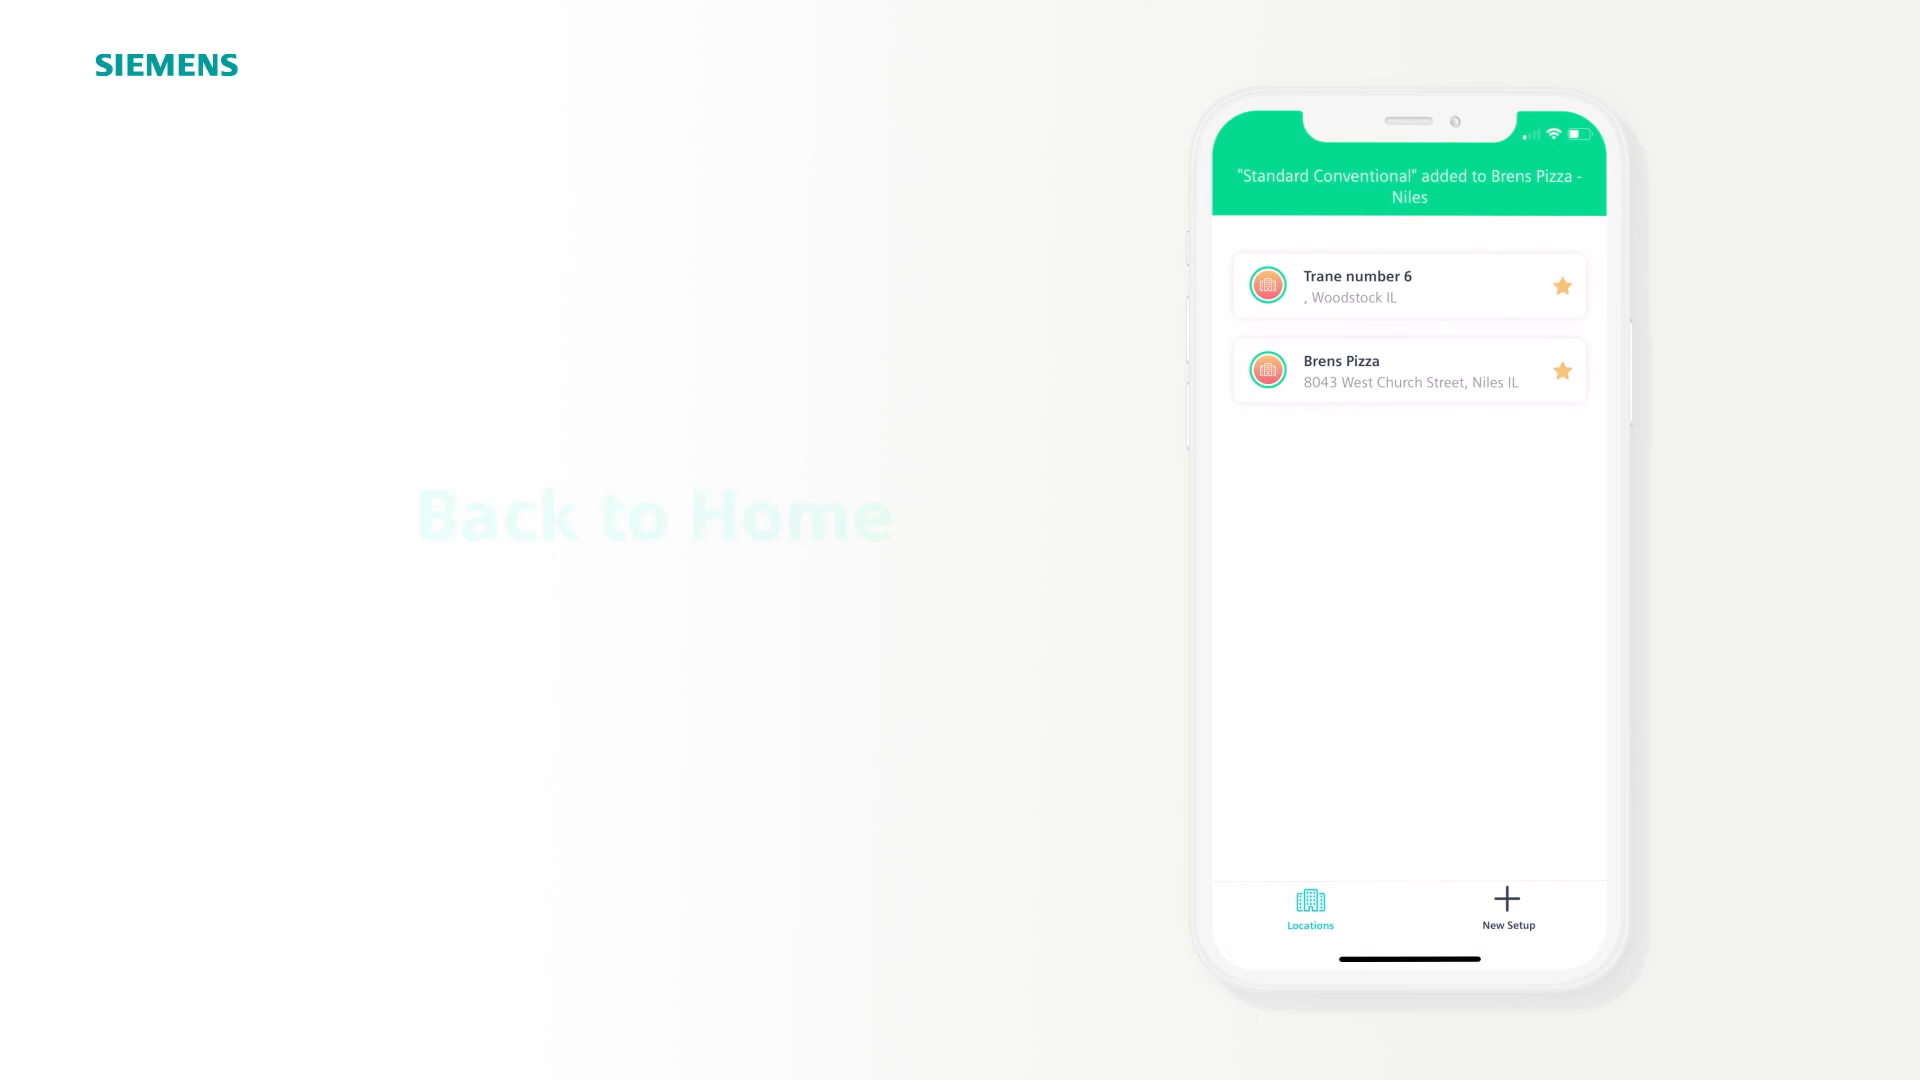 SIEMENS
Back to Home
"Standard Conventional" added to Brens Pizza -
Niles
Trane number 6
, Woodstock IL
Brens Pizza
8043 West Church Street, Niles IL
Locations
New Setup